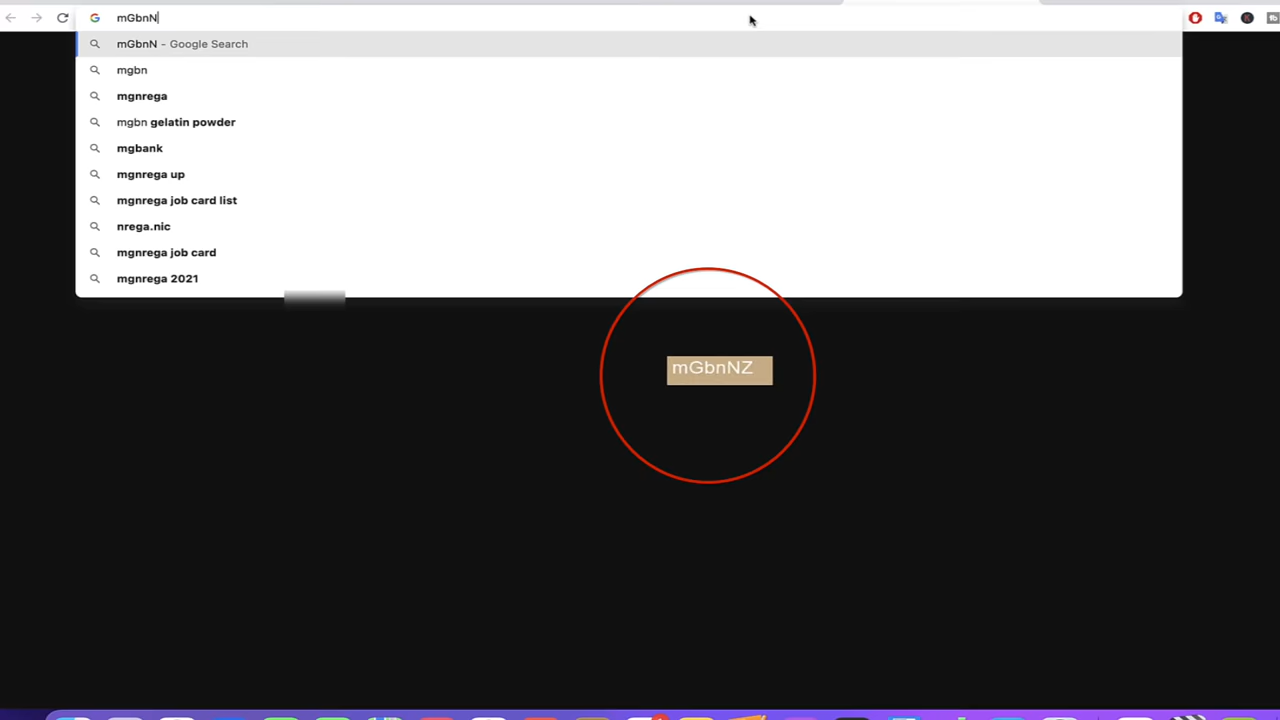 mGbnN
mGbnN - Google Search
mgbn
mgnrega
mgbn gelatin powder
mgbank
mgnrega up
mgnrega job card list
nrega.nic
mgnrega job card
mgnrega 2021
mGbnNZ